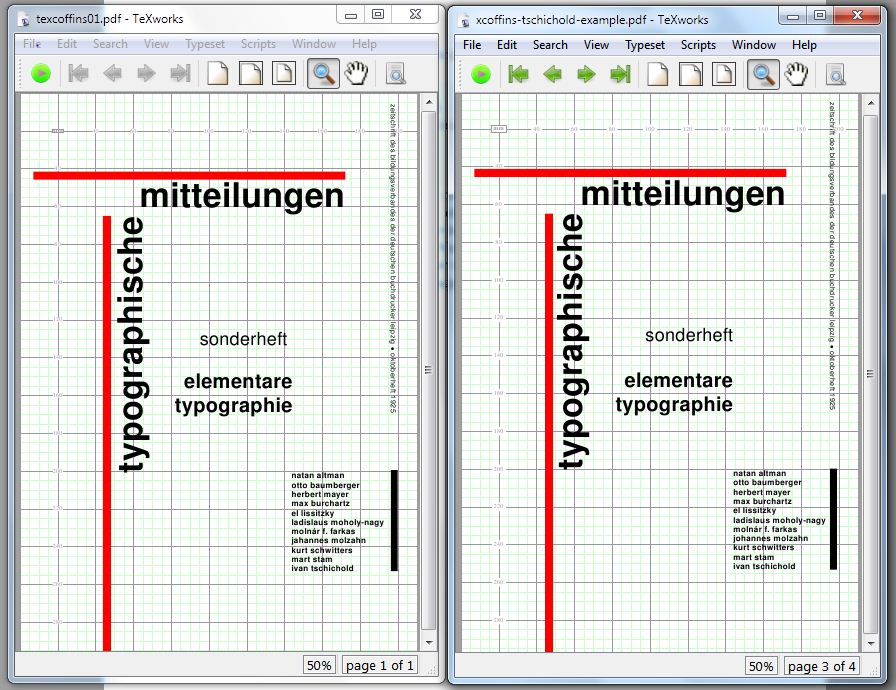 texcoffins01.pdf - TeXworks
File Edit Search View Typeset Scripts Window Help
mitteilungen
typographische
zeitschrift des bildungsverbandes der deutschen buchdrucker leipzig • oktoberheft 1925
sonderheft
elementare
typographie
natan altman
otto baumberger
herbert mayer
max burchartz
el lissitzky
ladislaus moholy-nagy
molnár f. farkas
jahannes molzahn
kurt schwitters
mart stam
ivan tschichold
50% page 1 of 1
xcoffins-tschichold-example.pdf - TeXworks
File Edit Search View Typeset Scripts Window Help
mitteilungen
typographische
zeitschrift des bildungsverbandes der deutschen buchdrucker leipzig • oktoberheft 1925
sonderheft
elementare
typographie
natan altman
otto baumberger
herbert mayer
max burchartz
el lissitzky
ladislaus moholy-nagy
molnár f. farkas
jahannes molzahn
kurt schwitters
mart stam
ivan tschichold
50% page 3 of 4